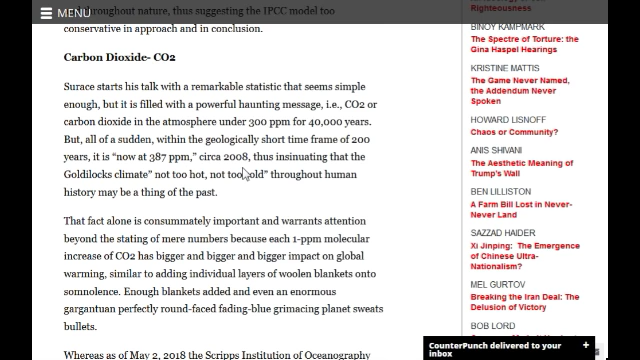 MENU
throughout nature, thus suggesting the IPCC model too
conservative in approach and in conclusion.
Carbon Dioxide- CO2
Surace starts his talk with a remarkable statistic that seems simple
enough, but it is filled with a powerful haunting message, i.e., CO2 or
carbon dioxide in the atmosphere under 300 ppm for 40,000 years.
But, all of a sudden, within the geologically short time frame of 200
years, it is "now at 387 ppm," circa 2008, thus insinuating that the
Goldilocks climate" not too hot, not too cold" throughout human
history may be a thing of the past.
That fact alone is consummately important and warrants attention
beyond the stating of mere numbers because each 1-ppm molecular
increase of CO2 has bigger and bigger and bigger impact on global
warming, similar to adding individual layers of woolen blankets onto
somnolence. Enough blankets added and even an enormous
gargantuan perfectly round-faced fading-blue grimacing planet sweats
bullets.
Whereas as of May 2, 2018 the Scripps Institution of Oceanography
Righteousness
BINOY KAMPMARK
The Spectre of Torture: the
Gina Haspel Hearings
KRISTINE MATTIS
The Game Never Named,
the Addendum Never
Spoken
HOWARD LISNOFF
Chaos or Community?
ANIS SHIVANI
The Aesthetic Meaning of
Trump's Wall
BEN LILLISTON
A Farm Bill Lost in Never-
Never Land
SAZZAD HAIDER
Xi Jinping: The Emergence
of Chinese Ultra-
Nationalism?
MEL GURTOV
Breaking the Iran Deal: The
Delusion of Victory
BOB LORD
CounterPunch delivered to your +
inbox